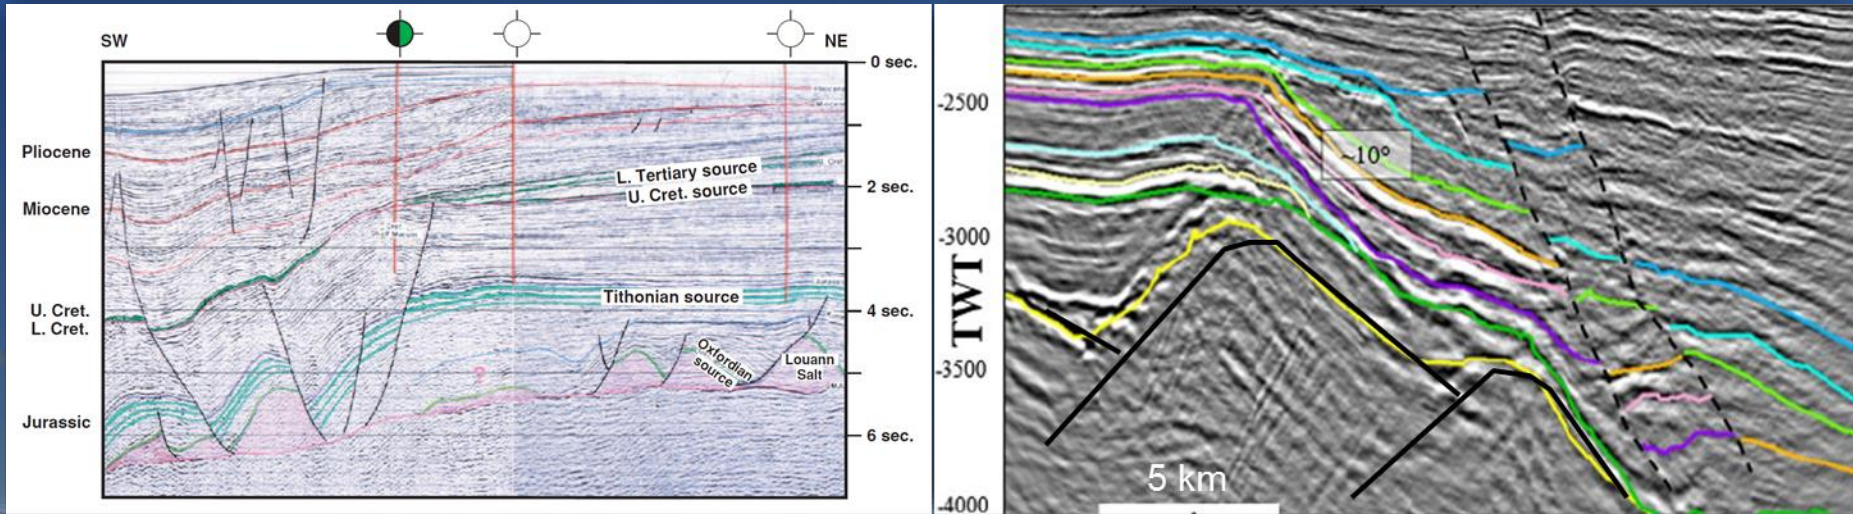 SW
NE
0 sec.
Pliocene
L. Tertiary source
U. Cret. source
2 sec.
Miocene
Tithonian source
U. Cret.
L. Cret.
4 sec.
Oxfordian
source
Louann
Salt
?
Jurassic
6 sec.
-2500
~10°
-3000
TWT
-3500
5 km
-4000